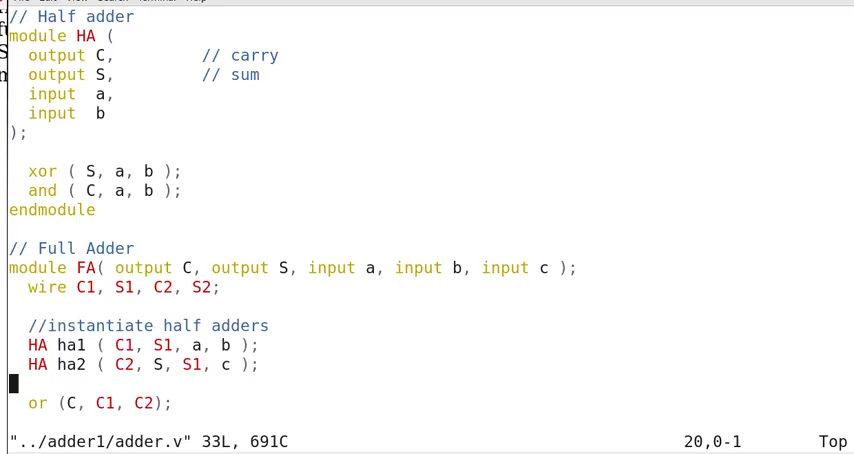 // Half adder
module HA (
  output C,         // carry
  output S,         // sum
  input  a,
  input  b
);

  xor ( S, a, b );
  and ( C, a, b );
endmodule

// Full Adder
module FA( output C, output S, input a, input b, input c );
  wire C1, S1, C2, S2;

  //instantiate half adders
  HA ha1 ( C1, S1, a, b );
  HA ha2 ( C2, S, S1, c );

  or (C, C1, C2);

"../adder1/adder.v" 33L, 691C                                         20,0-1        Top